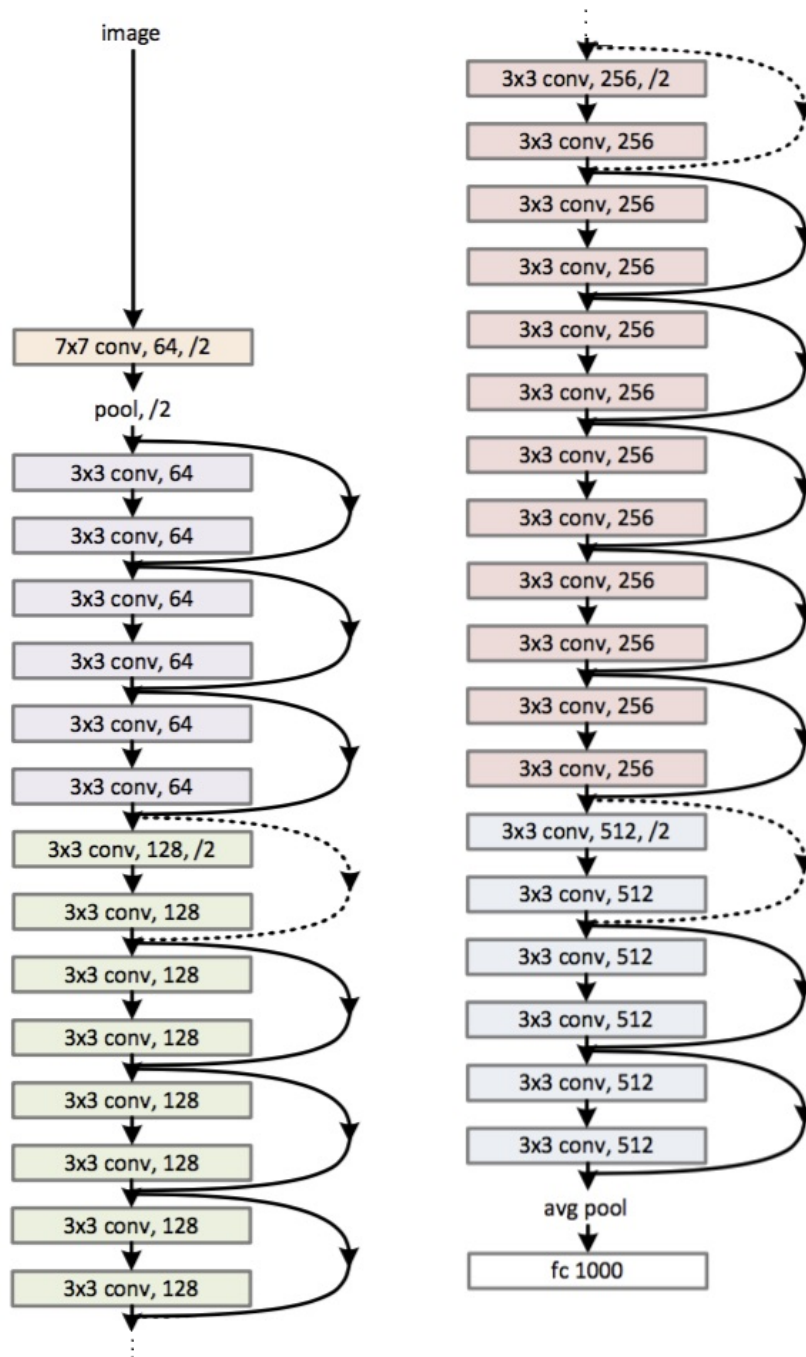 image
7x7 conv, 64, /2
pool, /2
3x3 conv, 64
3x3 conv, 64
3x3 conv, 64
3x3 conv, 64
3x3 conv, 64
3x3 conv, 64
3x3 conv, 128, /2
3x3 conv, 128
3x3 conv, 128
3x3 conv, 128
3x3 conv, 128
3x3 conv, 128
3x3 conv, 128
3x3 conv, 128
3x3 conv, 256, /2
3x3 conv, 256
3x3 conv, 256
3x3 conv, 256
3x3 conv, 256
3x3 conv, 256
3x3 conv, 256
3x3 conv, 256
3x3 conv, 256
3x3 conv, 256
3x3 conv, 256
3x3 conv, 256
3x3 conv, 512, /2
3x3 conv, 512
3x3 conv, 512
3x3 conv, 512
3x3 conv, 512
3x3 conv, 512
avg pool
fc 1000